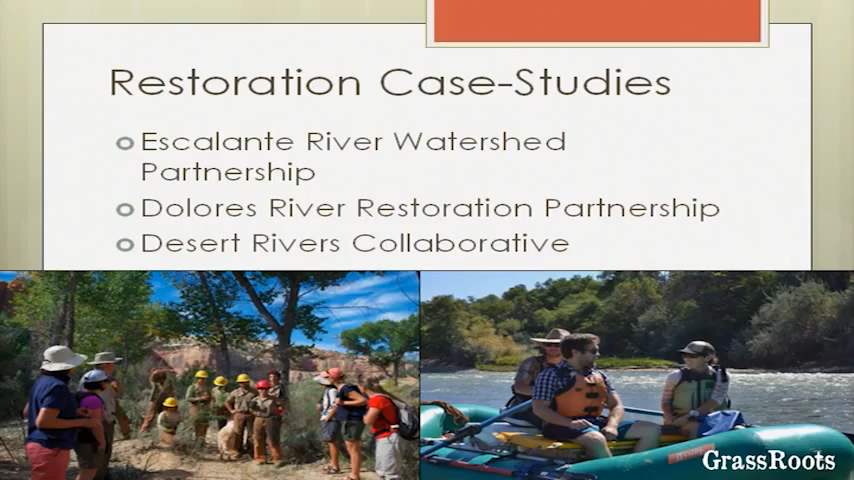 Restoration Case-Studies
Escalante River Watershed
Partnership
Dolores River Restoration Partnership
Desert Rivers Collaborative
GrassRoots